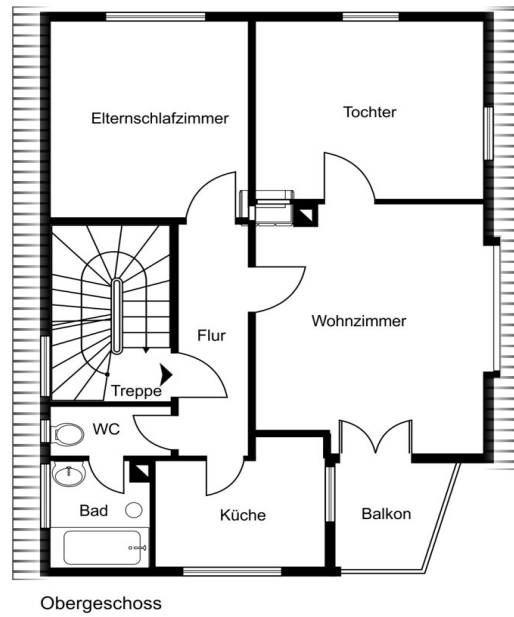 Elternschlafzimmer
Tochter
Flur
Wohnzimmer
Treppe
WC
Bad
Küche
Balkon
Obergeschoss